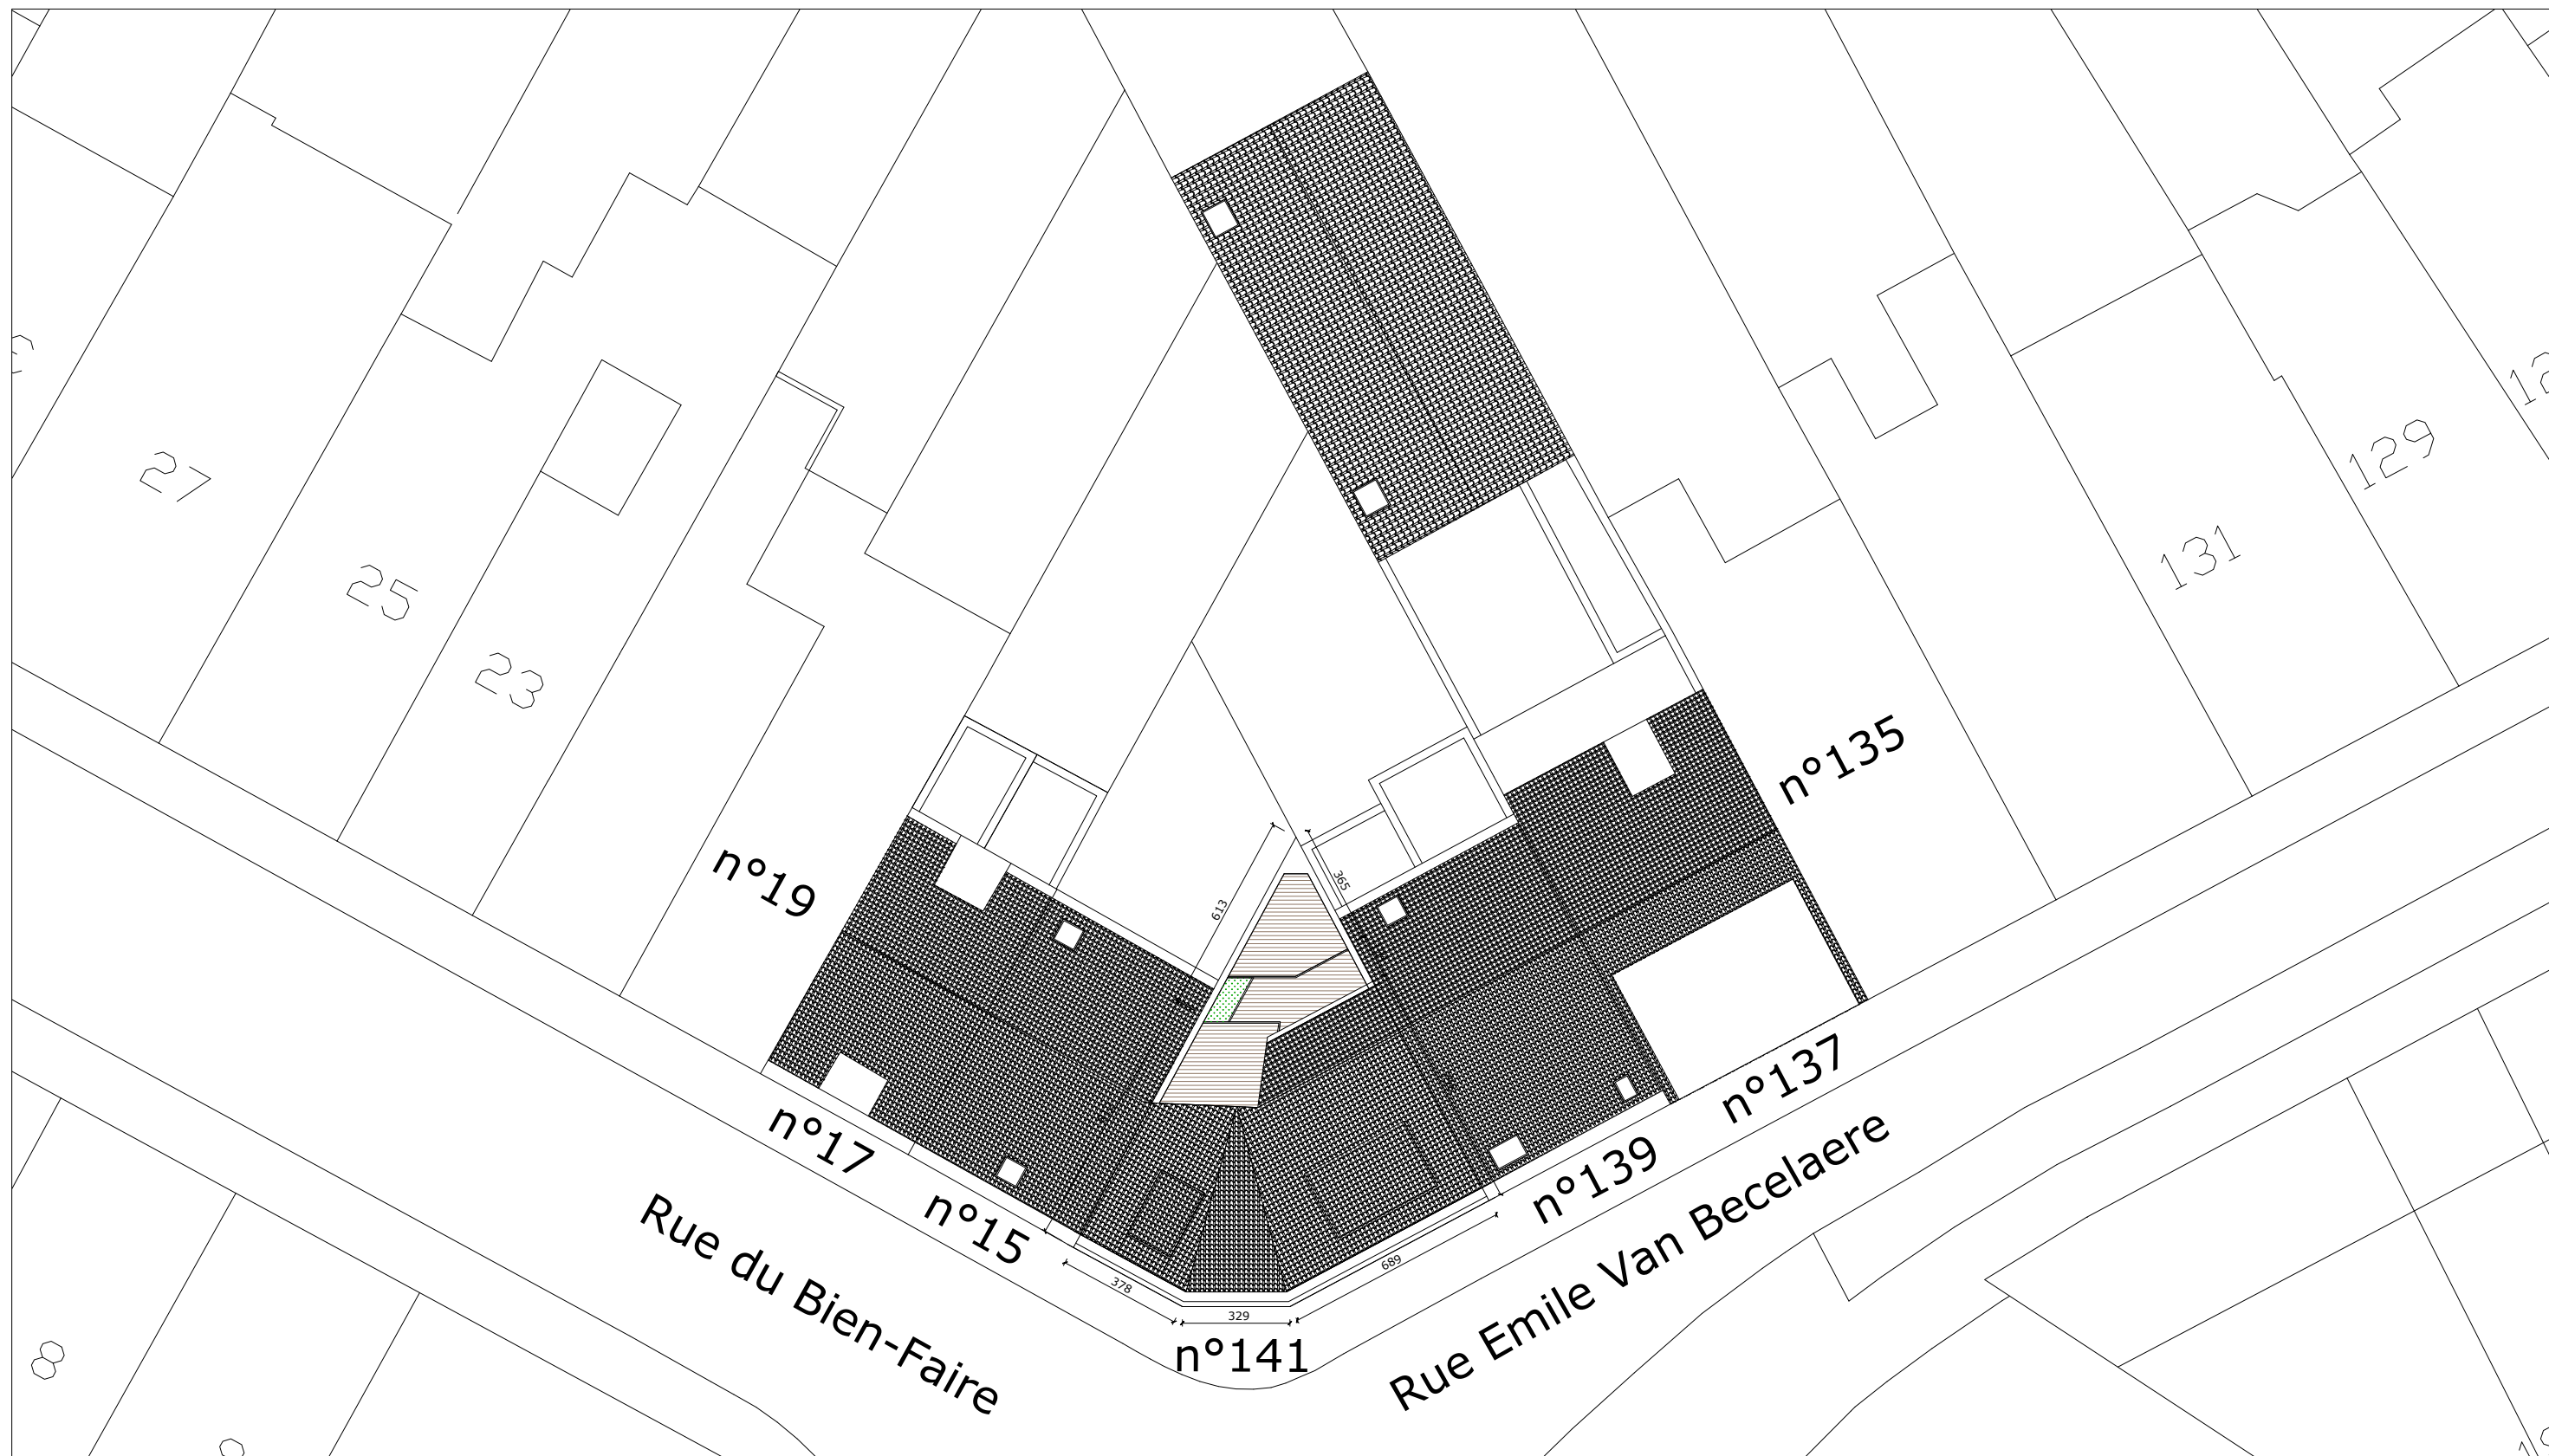 27
25
23
129
131
n°135
n°19
365
613
n°137
n°17
n°139
n°15
Rue Emile Van Becelaere
Rue du Bien-Faire
689
378
329
n°141
8